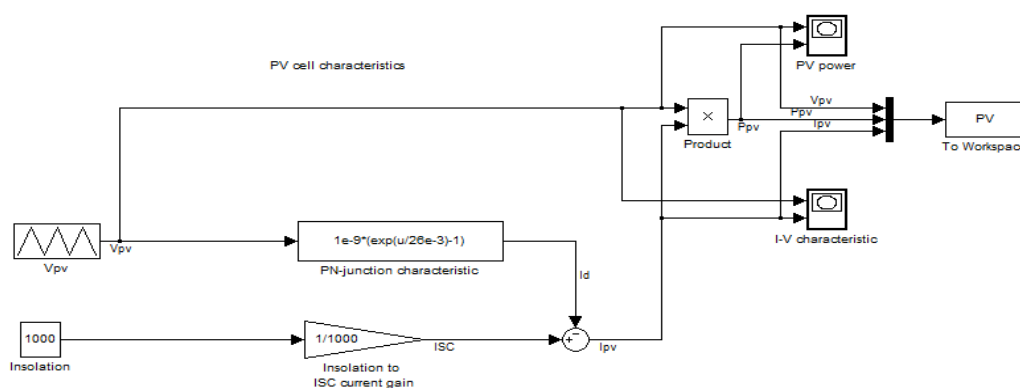 PV cell characteristics
PV power
Vpv
Ppv
Ipv
Ppv
Product
PV
To Workspac
I-V characteristic
Vpv
Vpv
1e-9*(exp(u/26e-3)-1)
PN-junction characteristic
Id
1000
Insolation
1/1000
Insolation to
ISC current gain
ISC
Ipv